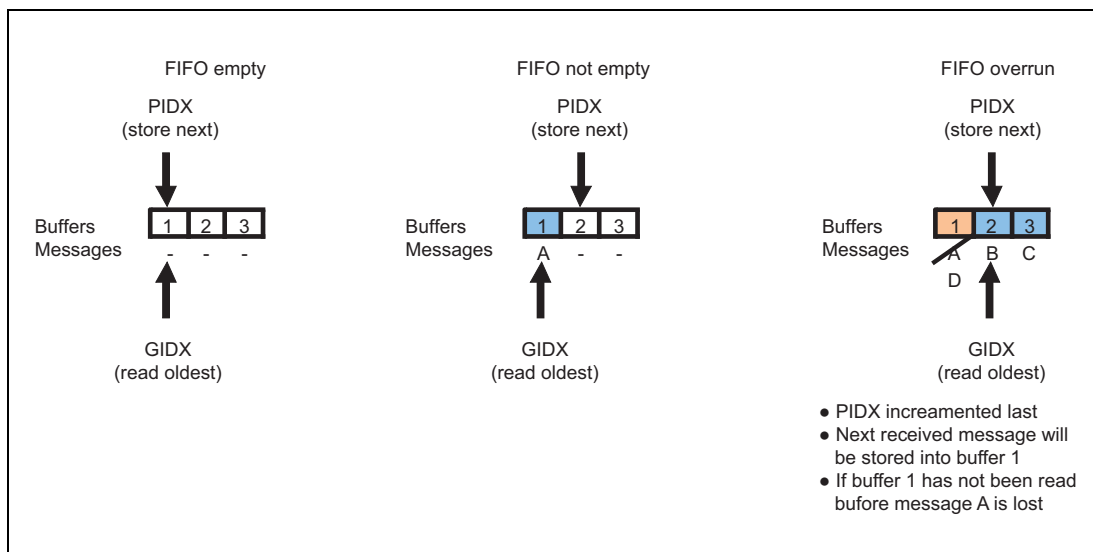 FIFO empty
PIDX
(store next)
Buffers 1 2 3
Messages - - -
GIDX
(read oldest)
FIFO not empty
PIDX
(store next)
Buffers 1 2 3
Messages A - -
GIDX
(read oldest)
FIFO overrun
PIDX
(store next)
Buffers 1 2 3
Messages A B C
D
GIDX
(read oldest)
● PIDX increamented last
● Next received message will
be stored into buffer 1
● If buffer 1 has not been read
bufore message A is lost